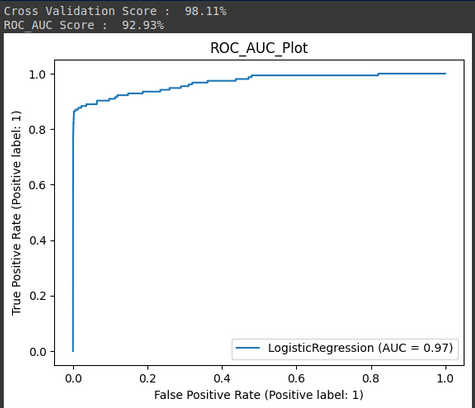 Cross Validation Score :  98.11%
ROC_AUC Score :  92.93%
ROC_AUC_Plot
1.0
0.8
0.6
0.4
0.2
0.0
True Positive Rate (Positive label: 1)
LogisticRegression (AUC = 0.97)
0.0 0.2 0.4 0.6 0.8 1.0
False Positive Rate (Positive label: 1)